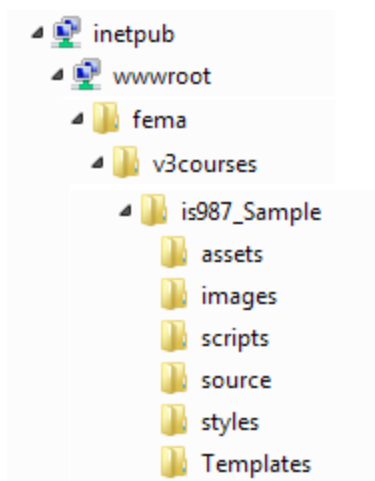 inetpub
wwwroot
fema
v3courses
is987_Sample
assets
images
scripts
source
styles
Templates